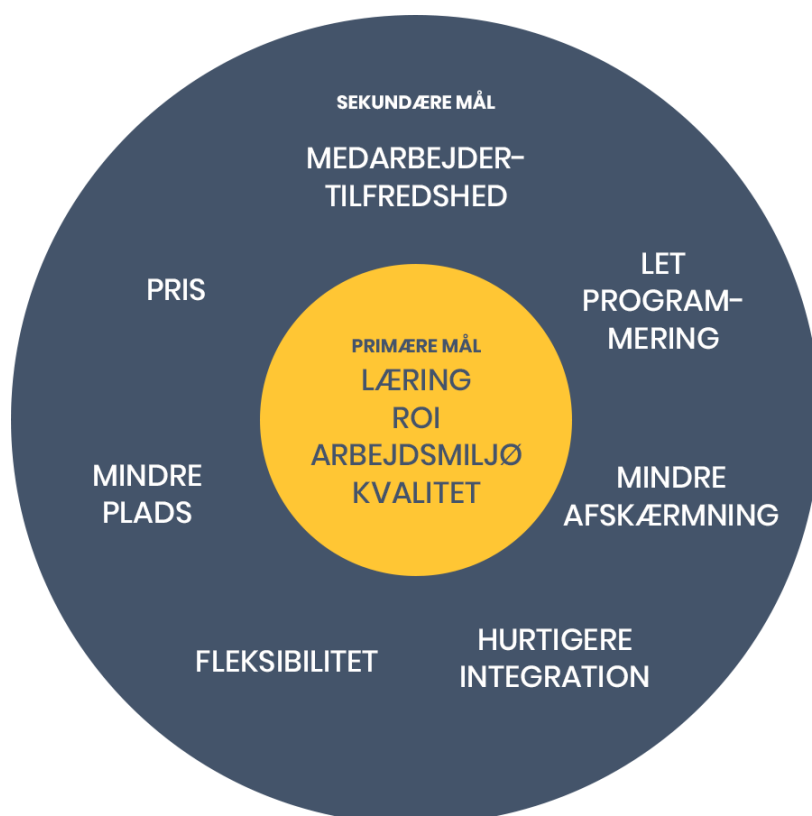 SEKUNDÆRE MÅL
MEDARBEJDER-
TILFREDSHED
LET
PROGRAM-
MERING
PRIS
PRIMÆRE MÅL
LÆRING
ROI
ARBEJDSMILJØ
KVALITET
MINDRE
PLADS
MINDRE
AFSKÆRMNING
FLEKSIBILITET
HURTIGERE
INTEGRATION